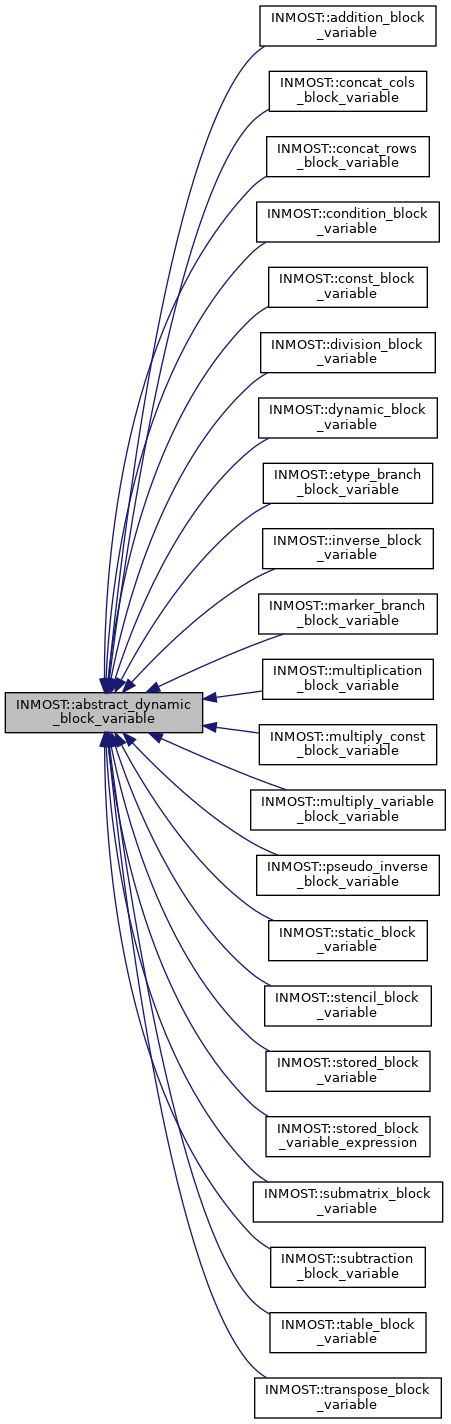 INMOST::addition_block
_variable
INMOST::concat_cols
_block_variable
INMOST::concat_rows
_block_variable
INMOST::condition_block
_variable
INMOST::const_block
_variable
INMOST::division_block
_variable
INMOST::dynamic_block
_variable
INMOST::etype_branch
_block_variable
INMOST::inverse_block
_variable
INMOST::marker_branch
_block_variable
INMOST::multiplication
_block_variable
INMOST::abstract_dynamic
_block_variable
INMOST::multiply_const
_block_variable
INMOST::multiply_variable
_block_variable
INMOST::pseudo_inverse
_block_variable
INMOST::static_block
_variable
INMOST::stencil_block
_variable
INMOST::stored_block
_variable
INMOST::stored_block
_variable_expression
INMOST::submatrix_block
_variable
INMOST::subtraction
_block_variable
INMOST::table_block
_variable
INMOST::transpose_block
_variable